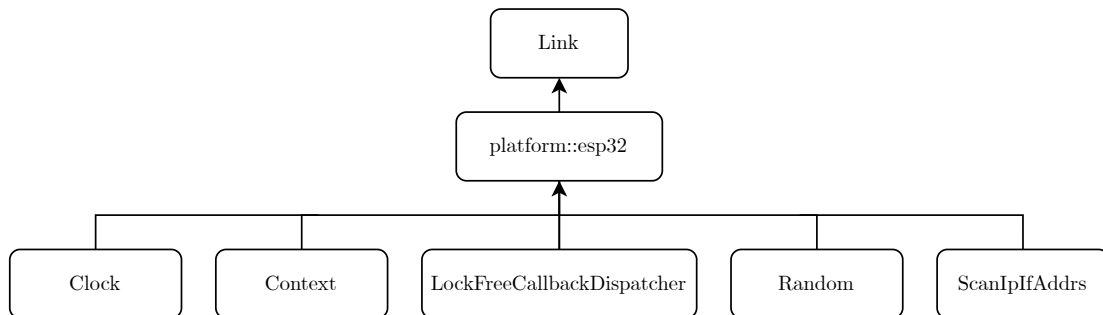 Link
platform::esp32
Clock
Context
LockFreeCallbackDispatcher
Random
ScanIpIfAddrs